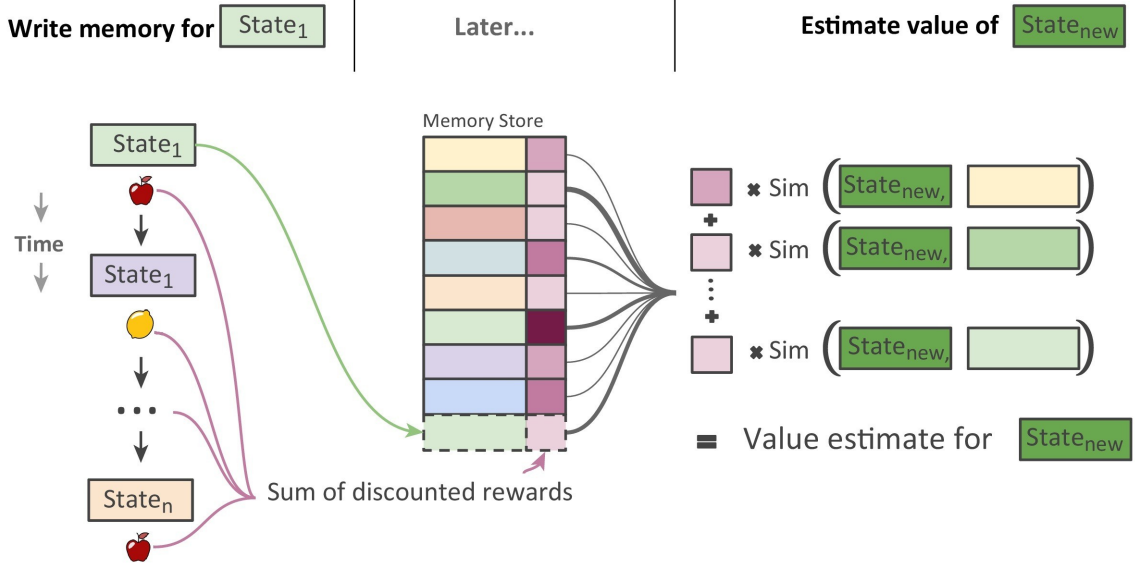 Write memory for State1
Later...
Estimate value of Statenew
Memory Store
State1
Time
State1
...
Staten
Sum of discounted rewards
✖ Sim (Statenew, )
+
✖ Sim (Statenew, )
+
✖ Sim (Statenew, )
= Value estimate for Statenew